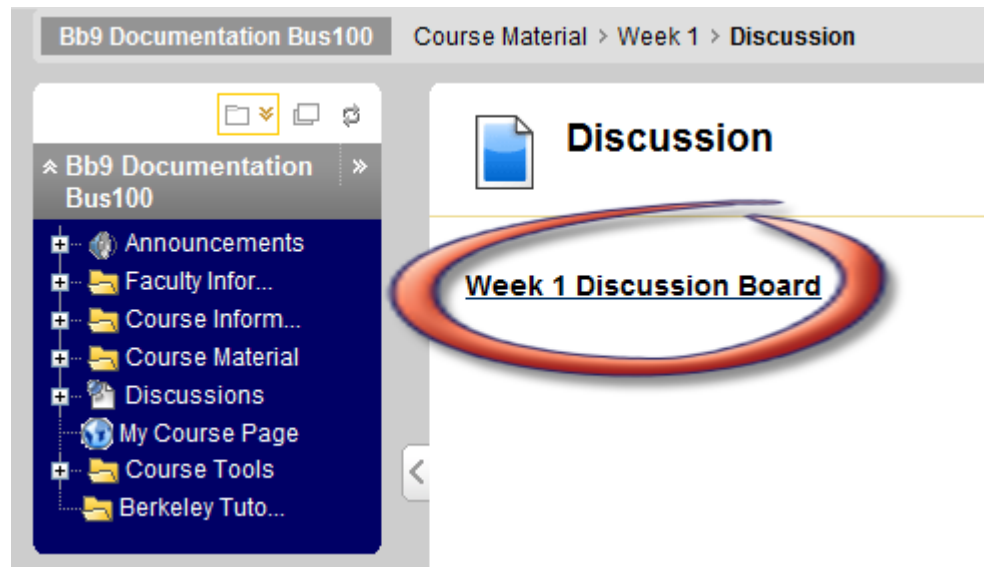 Bb9 Documentation Bus100
Course Material > Week 1 > Discussion
Bb9 Documentation
Bus100
Announcements
Faculty Infor...
Course Inform...
Course Material
Discussions
My Course Page
Course Tools
Berkeley Tuto...
Discussion
Week 1 Discussion Board